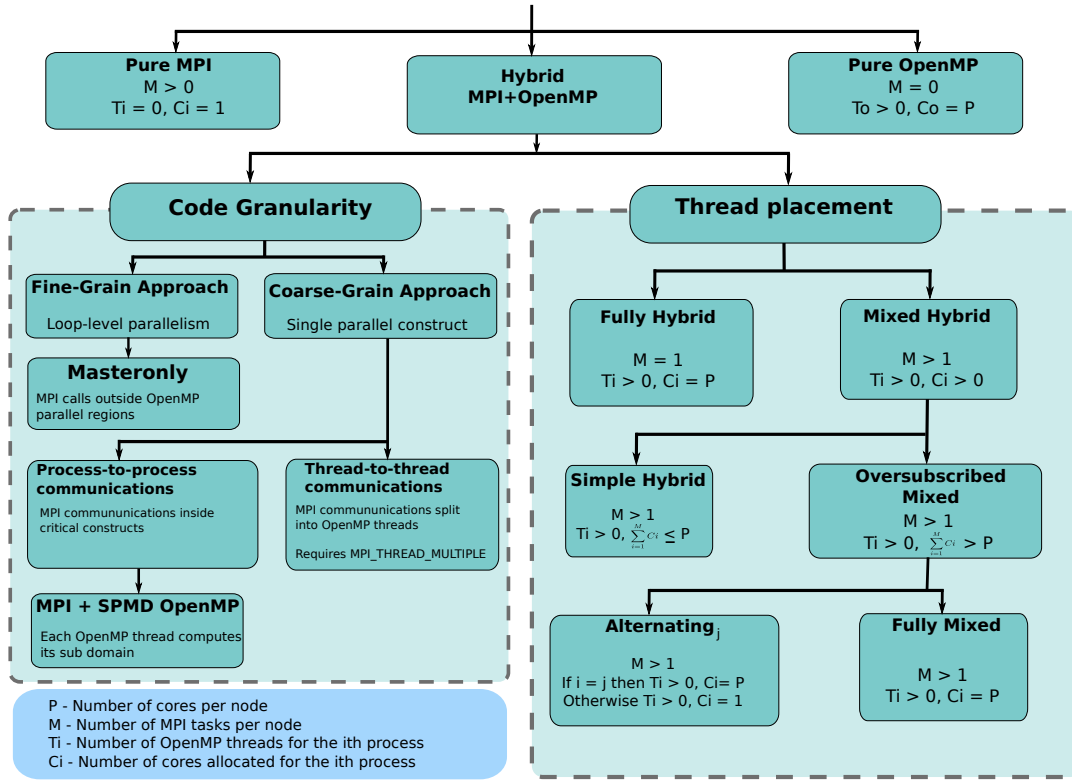 Pure MPI
M > 0
Ti = 0, Ci = 1
Hybrid
MPI+OpenMP
Pure OpenMP
M = 0
To > 0, Co = P
Code Granularity
Fine-Grain Approach
Loop-level parallelism
Coarse-Grain Approach
Single parallel construct
Masteronly
MPI calls outside OpenMP
parallel regions
Process-to-process
communications
MPI commununications inside
critical constructs
Thread-to-thread
communications
MPI commununications split
into OpenMP threads
Requires MPI_THREAD_MULTIPLE
MPI + SPMD OpenMP
Each OpenMP thread computes
its sub domain
Thread placement
Fully Hybrid
M = 1
Ti > 0, Ci = P
Mixed Hybrid
M > 1
Ti > 0, Ci > 0
Simple Hybrid
M > 1
Ti > 0, \sum_{i=1}^{M} Ci ≤ P
Oversubscribed
Mixed
M > 1
Ti > 0, \sum_{i=1}^{M} Ci > P
Alternating j
M > 1
If i = j then Ti > 0, Ci= P
Otherwise Ti > 0, Ci = 1
Fully Mixed
M > 1
Ti > 0, Ci = P
P - Number of cores per node
M - Number of MPI tasks per node
Ti - Number of OpenMP threads for the ith process
Ci - Number of cores allocated for the ith process